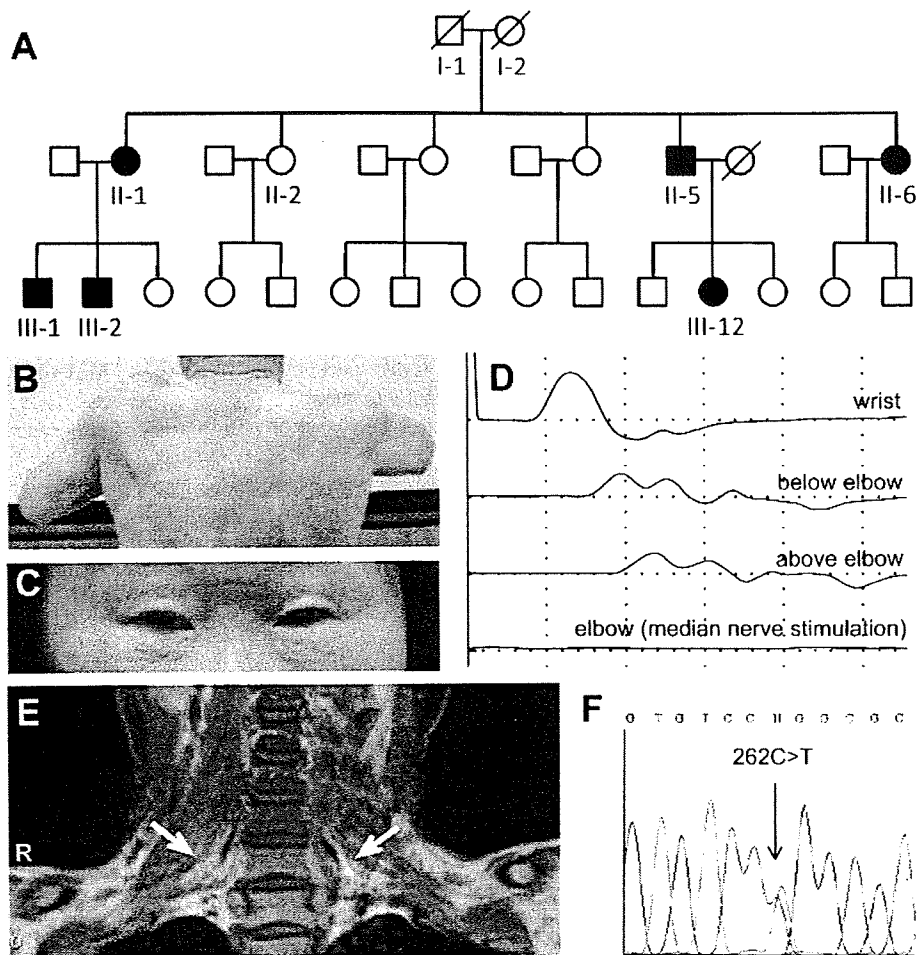 A
I-1 I-2
II-1 II-2 II-5 II-6
III-1 III-2 III-12
B
D
wrist
below elbow
above elbow
elbow (median nerve stimulation)
C
E
R
F
262C>T